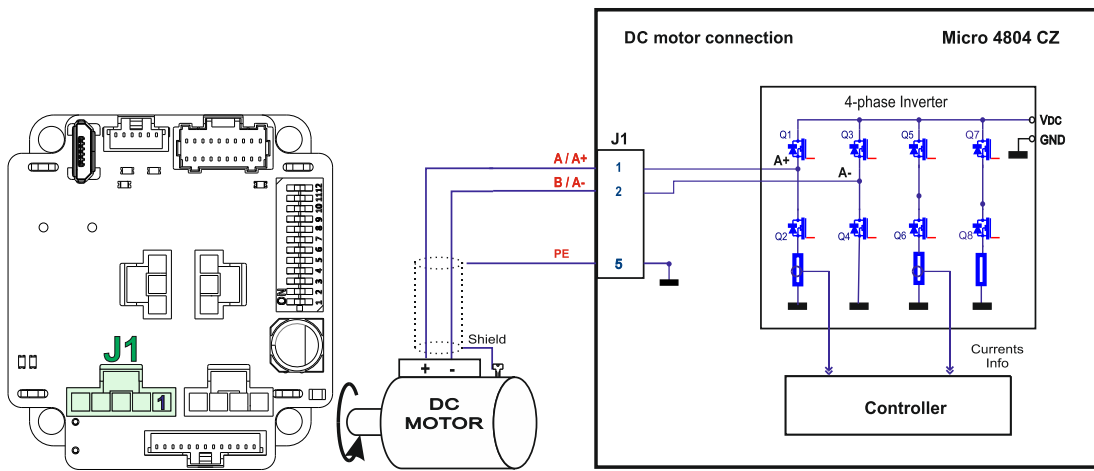 DC motor connection
Micro 4804 CZ
4-phase Inverter
VDC
GND
Q1
Q3
Q5
Q7
J1
A / A+
1
A+
B / A-
2
A-
Q2
Q4
Q6
Q8
PE
5
12
11
10
9
8
7
6
5
4
3
2
1
ON
J1
1
Shield
+ -
DC
MOTOR
Currents
Info
Controller